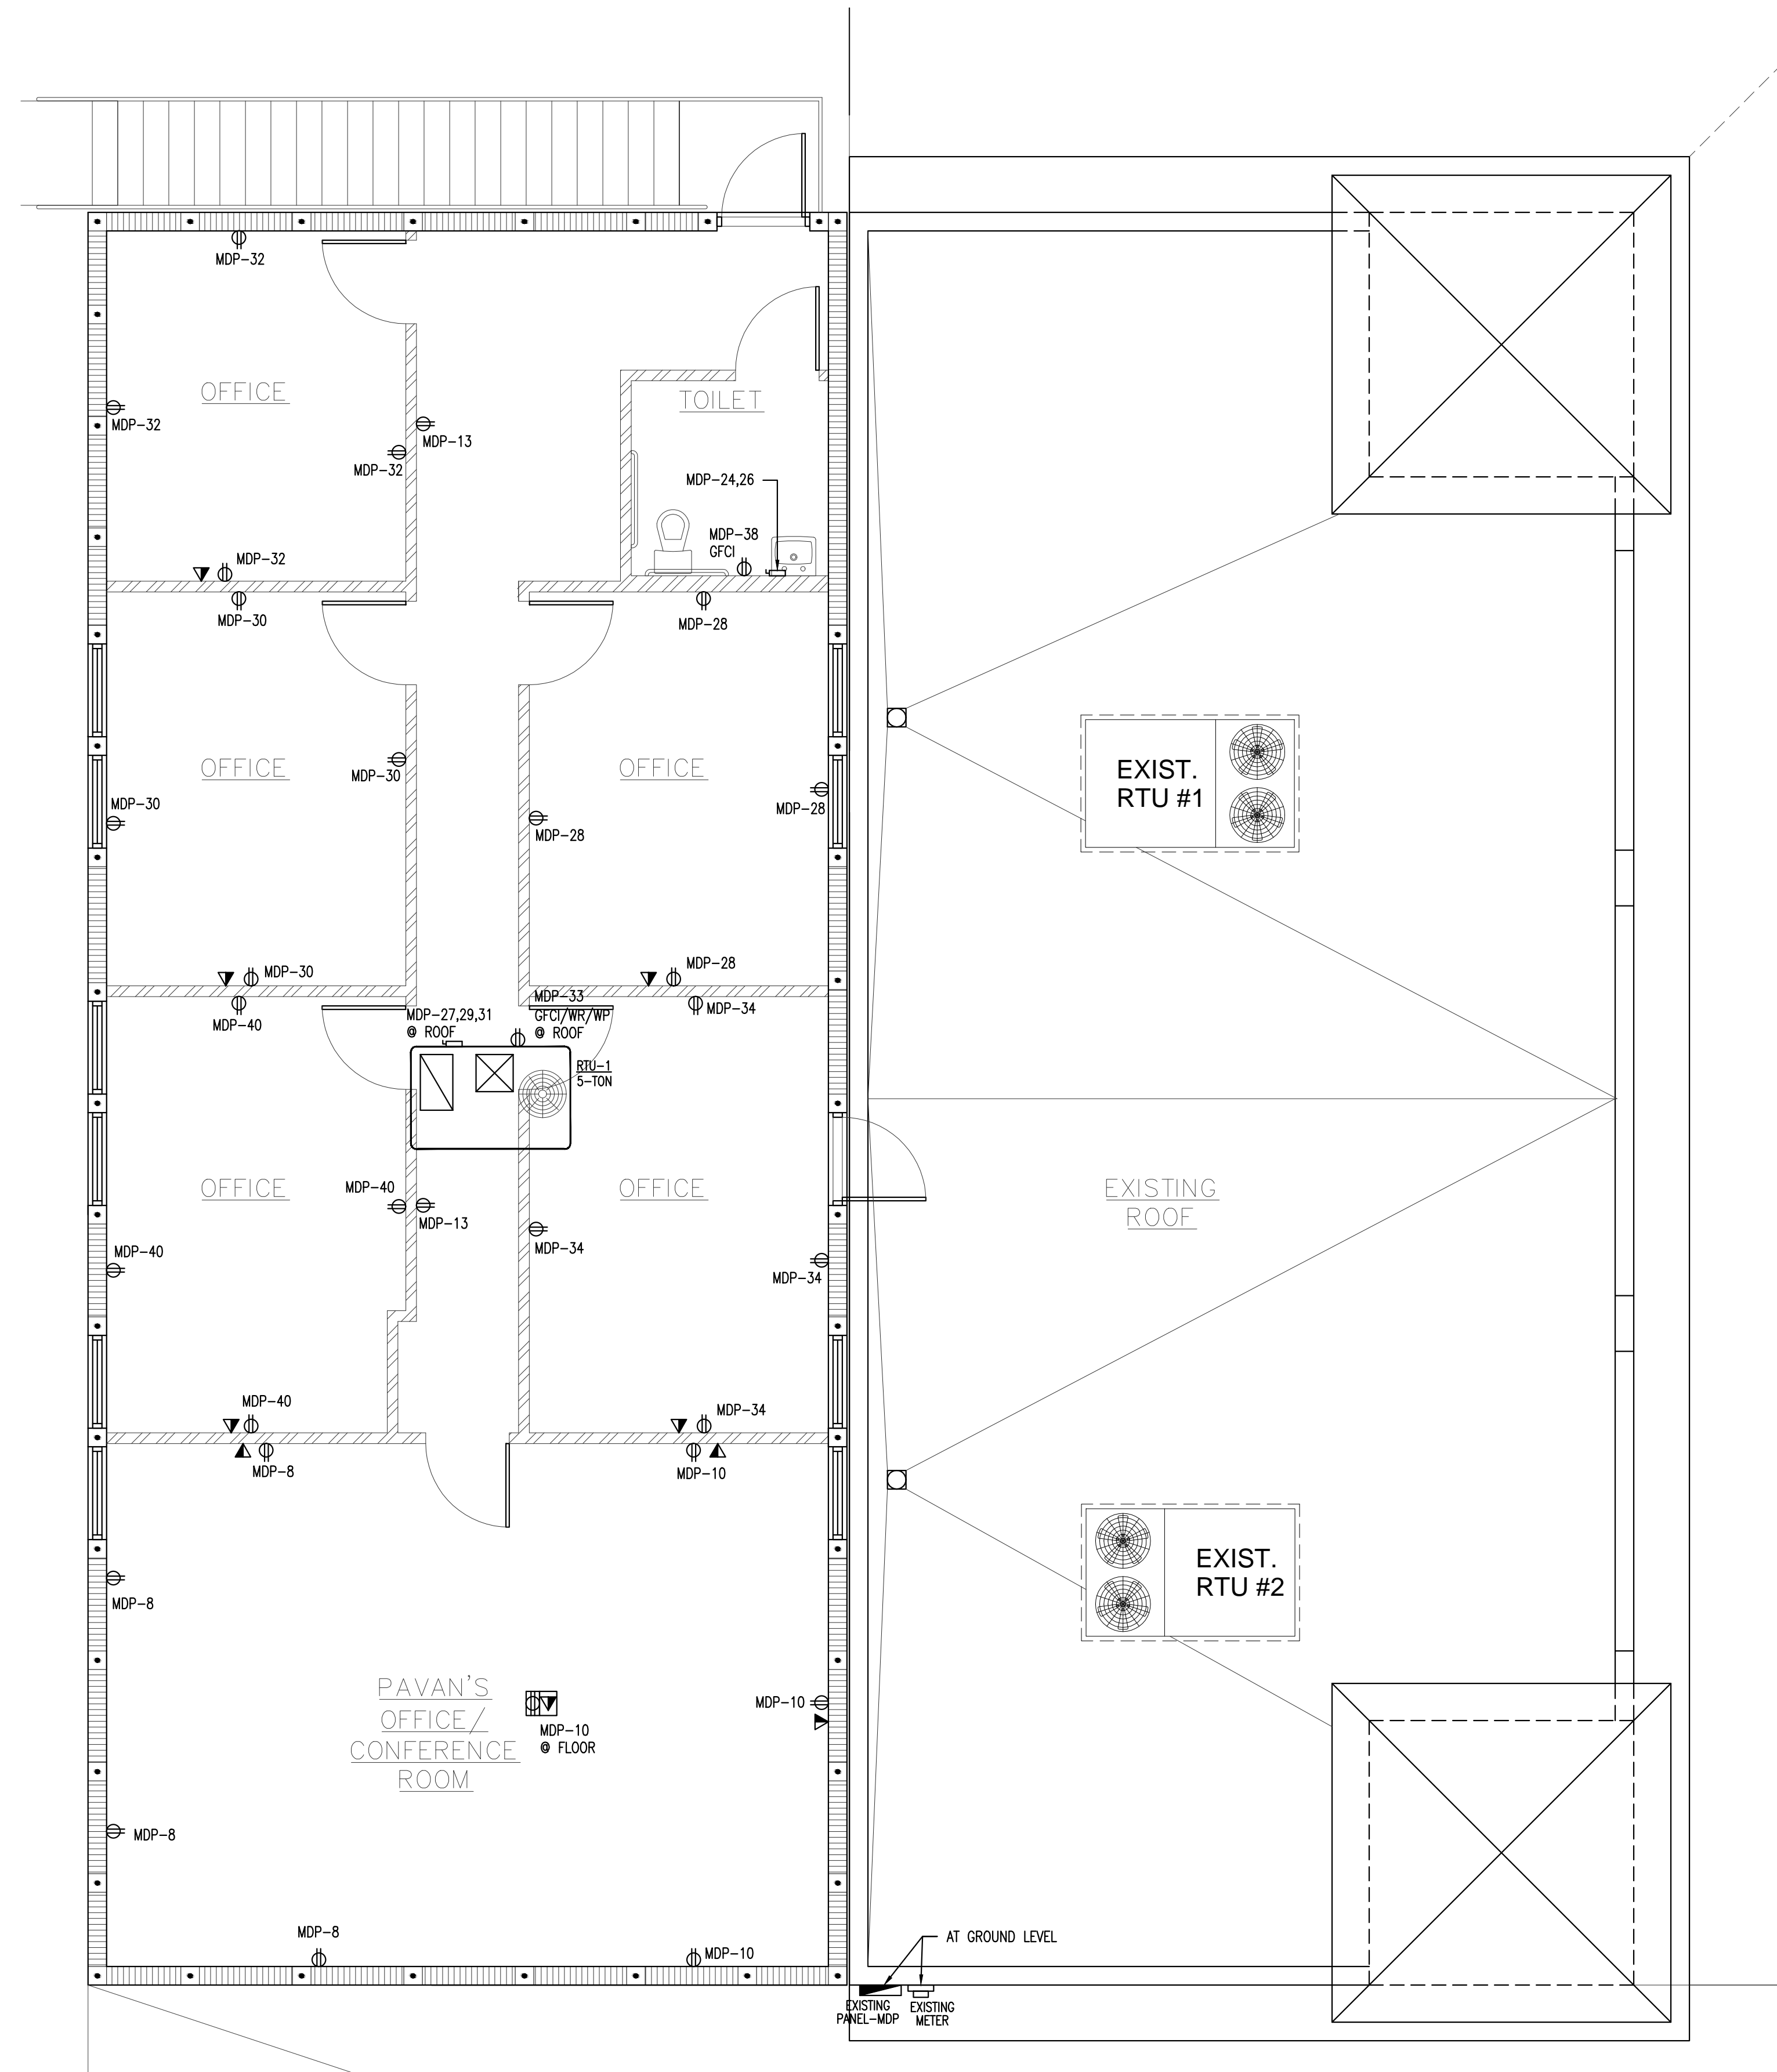 MDP-32
OFFICE
MDP-32
MDP-13
MDP-32
TOILET
MDP-24,26
MDP-38
GFCI
MDP-32
MDP-30
MDP-28
OFFICE
MDP-30
MDP-30
OFFICE
MDP-28
MDP-28
EXIST.
RTU #1
MDP-30
MDP-28
MDP-40
MDP-27,29,31
@ ROOF
MDP-33
GFCI/WR/WP
@ ROOF
MDP-34
RTU-1
5-TON
OFFICE
MDP-40
MDP-13
OFFICE
MDP-34
MDP-40
MDP-34
EXISTING
ROOF
MDP-40
MDP-34
MDP-8
MDP-10
MDP-8
EXIST.
RTU #2
PAVAN'S
OFFICE/
CONFERENCE
ROOM
MDP-10
@ FLOOR
MDP-10
MDP-8
MDP-8
MDP-10
AT GROUND LEVEL
EXISTING
PANEL-MDP
EXISTING
METER